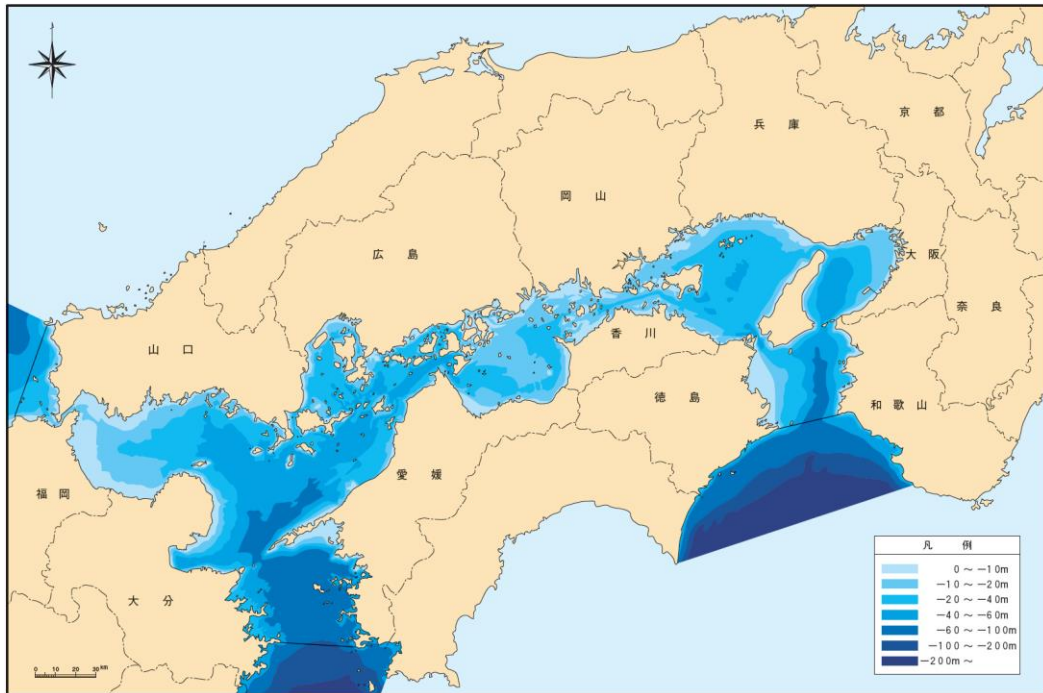 京 都
兵 庫
岡 山
広 島
大 阪
奈 良
香 川
山 口
徳 島
和 歌 山
愛 媛
福 岡
大 分
凡 例
0 ～ －10m
－10 ～ －20m
－20 ～ －40m
－40 ～ －60m
－60 ～ －100m
－100 ～ －200m
－200m ～
0 10 20 30 km